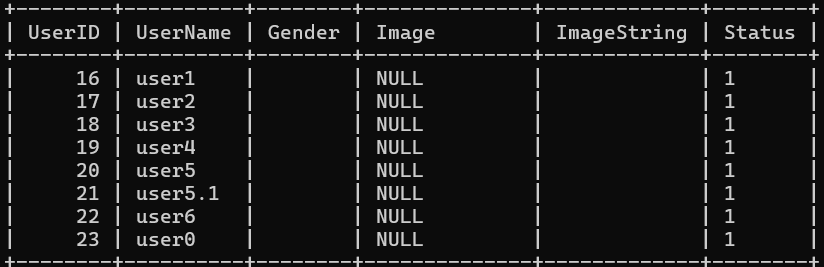 | UserID | UserName | Gender | Image | ImageString | Status |
| 16 | user1 | | NULL | | 1 |
| 17 | user2 | | NULL | | 1 |
| 18 | user3 | | NULL | | 1 |
| 19 | user4 | | NULL | | 1 |
| 20 | user5 | | NULL | | 1 |
| 21 | user5.1 | | NULL | | 1 |
| 22 | user6 | | NULL | | 1 |
| 23 | user0 | | NULL | | 1 |